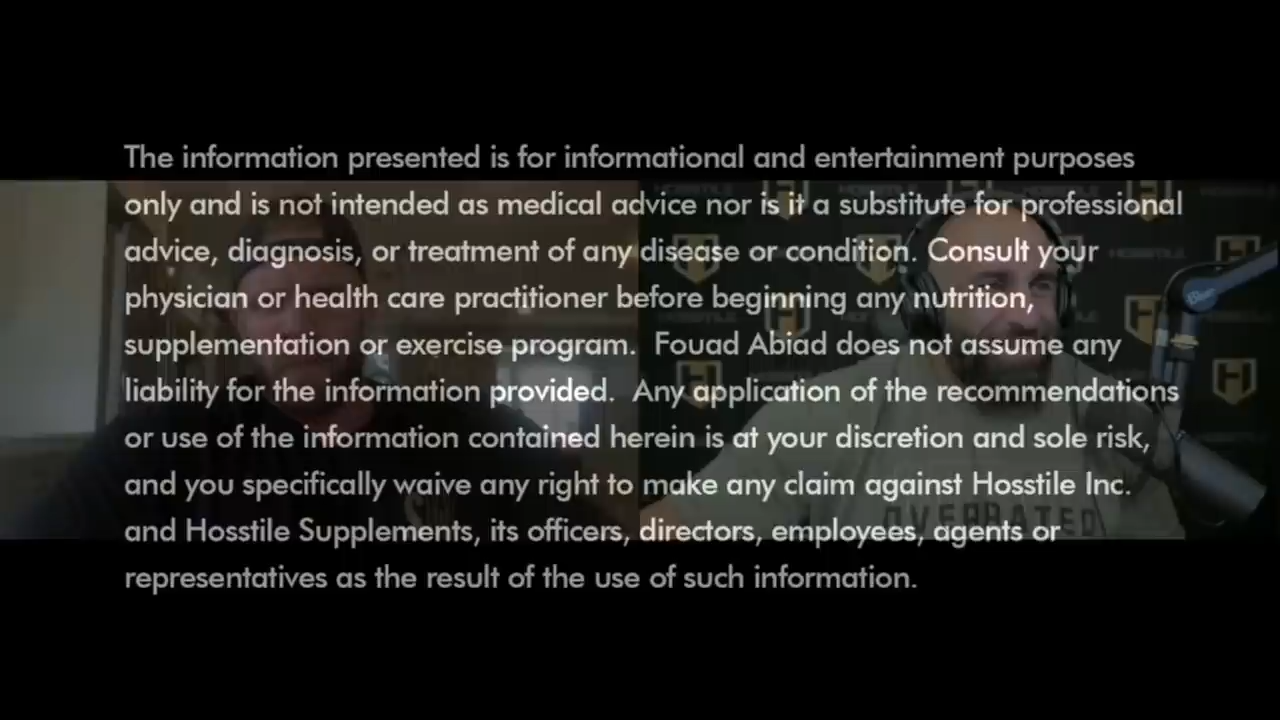 The information presented is for informational and entertainment purposes
only and is not intended as medical advice nor is it a substitute for professional
advice, diagnosis, or treatment of any disease or condition. Consult your
physician or health care practitioner before beginning any nutrition,
supplementation or exercise program.  Fouad Abiad does not assume any
liability for the information provided.  Any application of the recommendations
or use of the information contained herein is at your discretion and sole risk,
and you specifically waive any right to make any claim against Hosstile Inc.
and Hosstile Supplements, its officers, directors, employees, agents or
representatives as the result of the use of such information.
HOSSTILE
Blue
OVERRATED